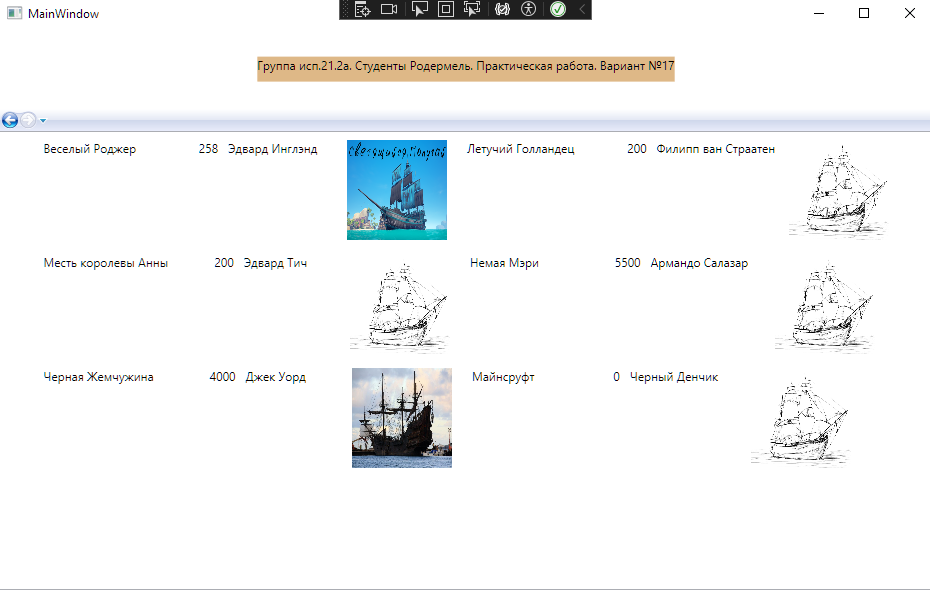 MainWindow
Группа исп.21.2а. Студенты Родермель. Практическая работа. Вариант №17
Веселый Роджер 258 Эдвард Инглэнд Летучий Голландец 200 Филипп ван Страатен
Светящийся Попугай
Месть королевы Анны 200 Эдвард Тич Немая Мэри 5500 Армандо Салазар
Черная Жемчужина 4000 Джек Уорд Майнсруфт 0 Черный Денчик